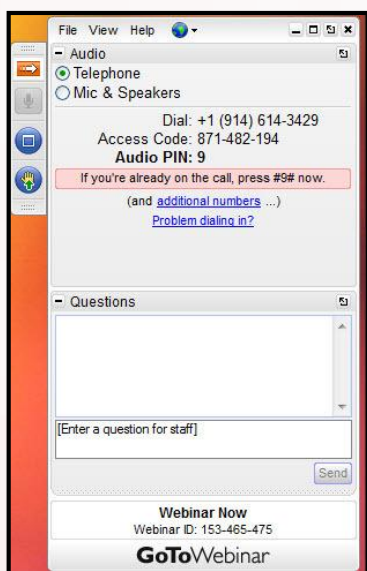 File View Help
Audio
Telephone
Mic & Speakers
Dial: +1 (914) 614-3429
Access Code: 871-482-194
Audio PIN: 9
If you're already on the call, press #9# now.
(and additional numbers ...)
Problem dialing in?
Questions
[Enter a question for staff]
Send
Webinar Now
Webinar ID: 153-465-475
GoToWebinar